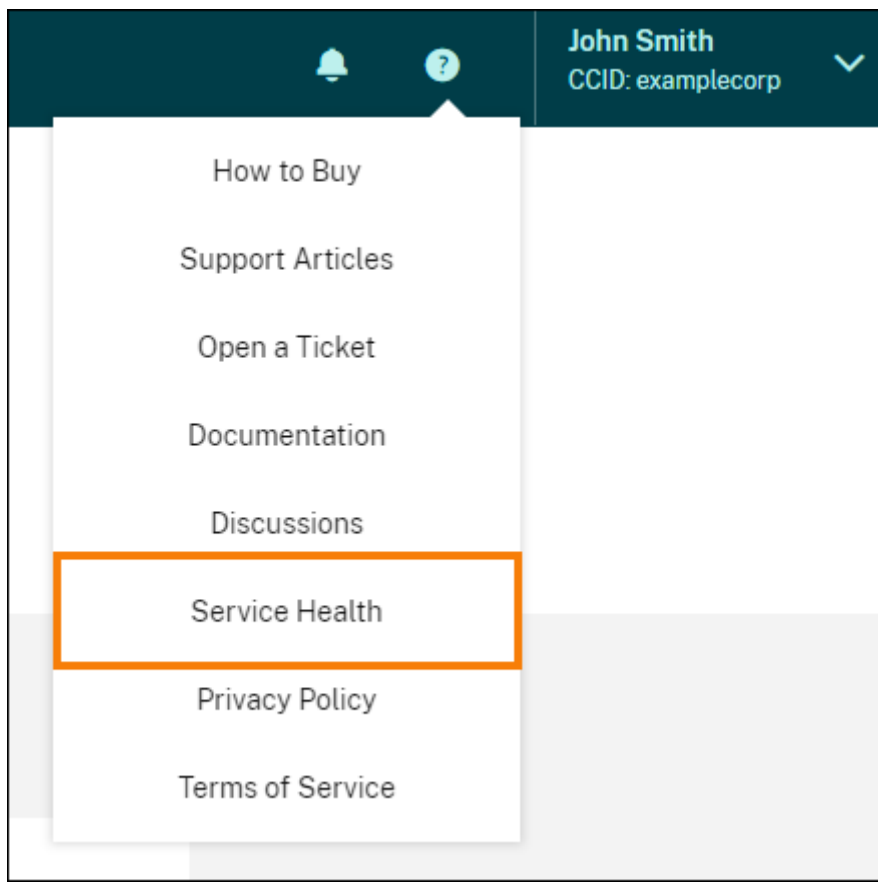 ?
John Smith
CCID: examplecorp
How to Buy
Support Articles
Open a Ticket
Documentation
Discussions
Service Health
Privacy Policy
Terms of Service